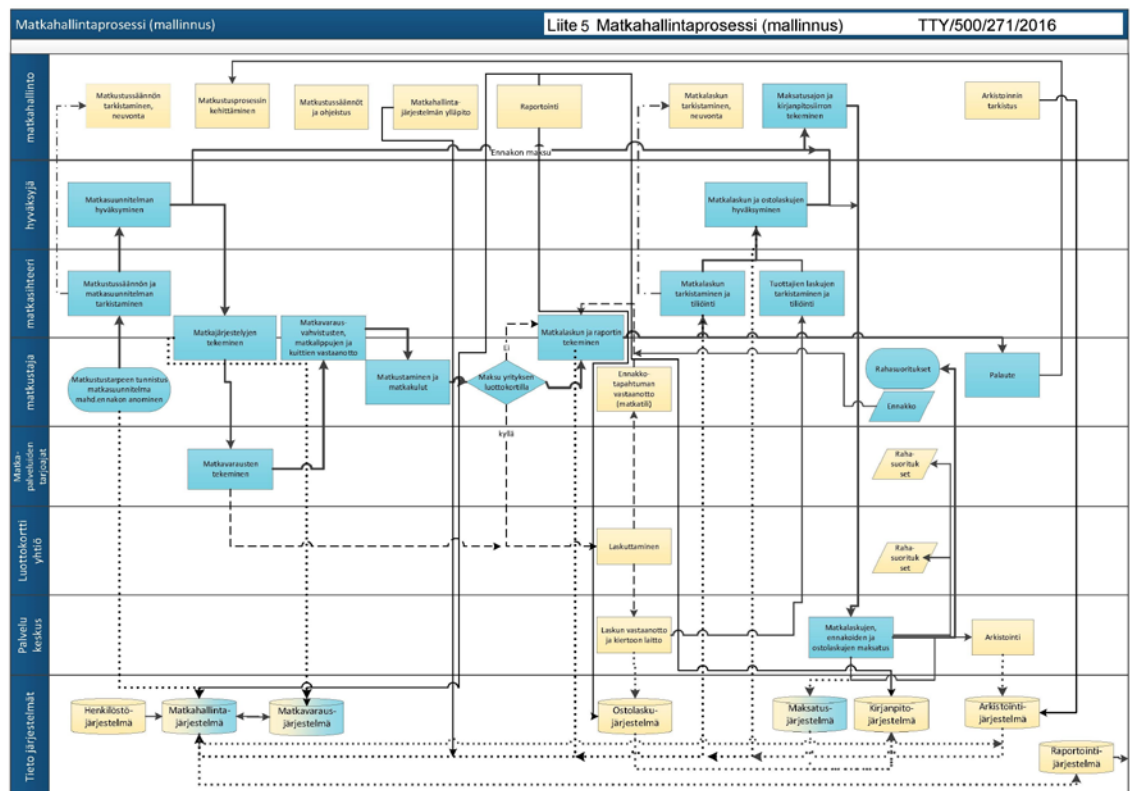 Matkahallintaprosessi (mallinnus)
Liite 5 Matkahallintaprosessi (mallinnus)
TTY/500/271/2016
matkahallinto
Matkustussäännön
tarkistaminen,
neuvonta
Matkustusprosessin
kehittäminen
Matkustussäännöt
ja ohjeistus
Matkahallinta-
järjestelmän ylläpito
Raportointi
Matkalaskun
tarkistaminen,
neuvonta
Maksatusajon ja
kirjanpitosiirron
tekeminen
Arkistoinnin
tarkistus
Ennakon maksu
hyväksyjä
Matkasuunnitelman
hyväksyminen
Matkalaskun ja ostolaskujen
hyväksyminen
matkasihteeri
Matkustussäännön ja
matkasuunnitelman
tarkistaminen
Matkalaskun
tarkistaminen ja
tiliöinti
Tuottajien laskujen
tarkistaminen ja
tiliöinti
Matkajärjestelyjen
tekeminen
Matkavaraus-
vahvistusten,
matkalippujen ja
kuittien vastaanotto
Matkalaskun ja raportin
tekeminen
matkustaja
Matkustustarpeen tunnistus
matkasuunnitelma
mahd.ennakon anominen
Matkustaminen ja
matkakulut
Ei
Maksu yrityksen
luottokortilla
kyllä
Ennakko-
tapahtuman
vastaanotto
(matkatili)
Rahasuoritukset
Ennakko
Palaute
Matka-
palveluiden
tarjoajat
Matkavarausten
tekeminen
Raha-
suorituk
set
Luottokortti
yhtiö
Laskuttaminen
Raha-
suorituk
set
Palvelu
keskus
Laskun vastaanotto
ja kiertoon laitto
Matkalaskujen,
ennakoiden ja
ostolaskujen maksatus
Arkistointi
Tieto järjestelmät
Henkilöstö-
järjestelmä
Matkahallinta-
järjestelmä
Matkavaraus-
järjestelmä
Ostolasku-
järjestelmä
Maksatus-
järjestelmä
Kirjanpito-
järjestelmä
Arkistointi-
järjestelmä
Raportointi-
järjestelmä